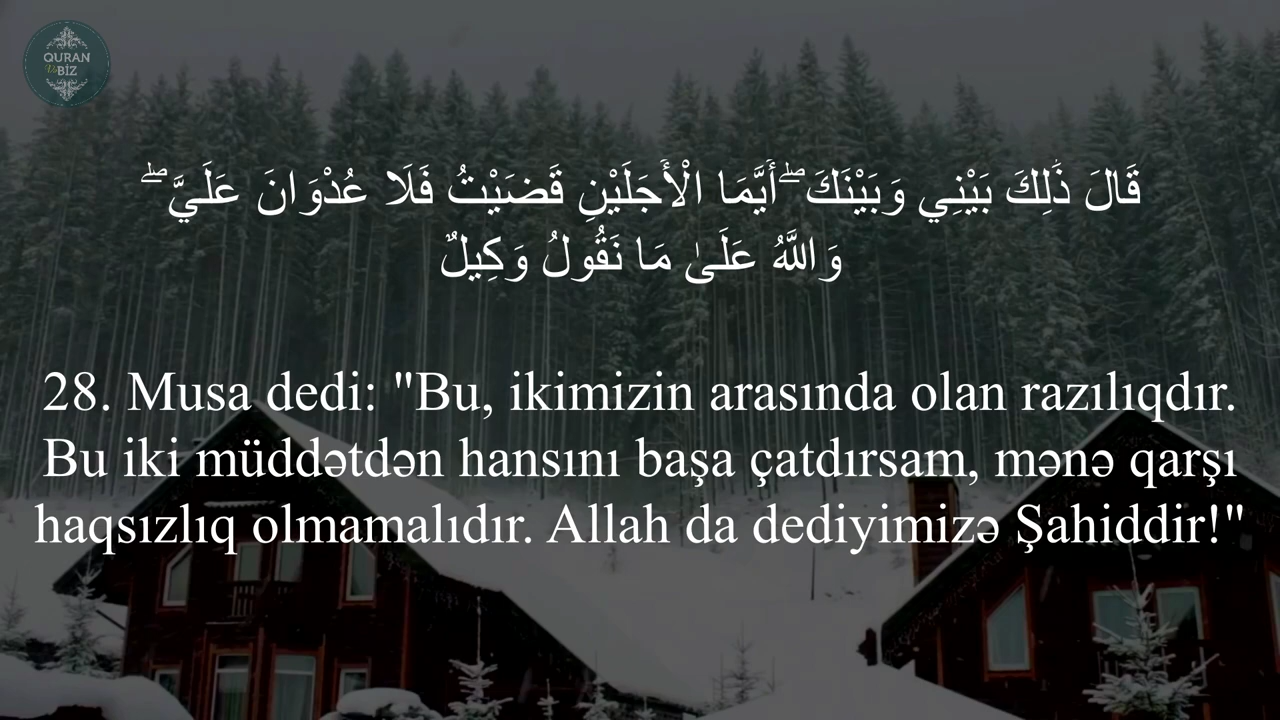 QURAN
Və BİZ
قَالَ ذَٰلِكَ بَيْنِي وَبَيْنَكَ ۖ أَيَّمَا الْأَجَلَيْنِ قَضَيْتُ فَلَا عُدْوَانَ عَلَيَّ ۖ
وَاللَّهُ عَلَىٰ مَا نَقُولُ وَكِيلٌ
28. Musa dedi: "Bu, ikimizin arasında olan razılıqdır.
Bu iki müddətdən hansını başa çatdırsam, mənə qarşı
haqsızlıq olmamalıdır. Allah da dediyimizə Şahiddir!"